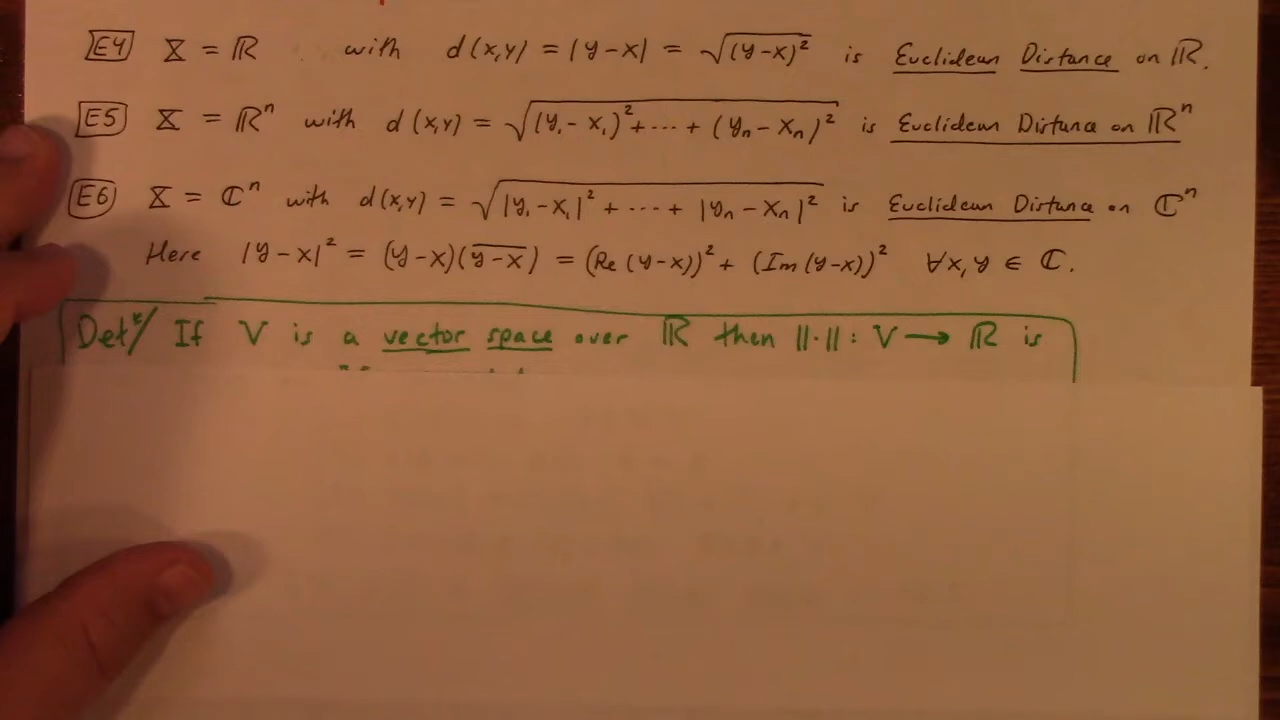 E4 X = ℝ with d(x,y) = |y-x| = √(y-x)² is Euclidean Distance on ℝ.
E5 X = ℝⁿ with d(x,y) = √(y₁-x₁)²+⋯+(yₙ-xₙ)² is Euclidean Distance on ℝⁿ
E6 X = ℂⁿ with d(x,y) = √|y₁-x₁|²+⋯+|yₙ-xₙ|² is Euclidean Distance on ℂⁿ
Here |y-x|² = (y-x)(y̅-̅x̅) = (Re(y-x))² + (Im(y-x))² ∀x,y ∈ ℂ.
Defⁿ/ If V is a vector space over ℝ then ||·|| : V → ℝ is